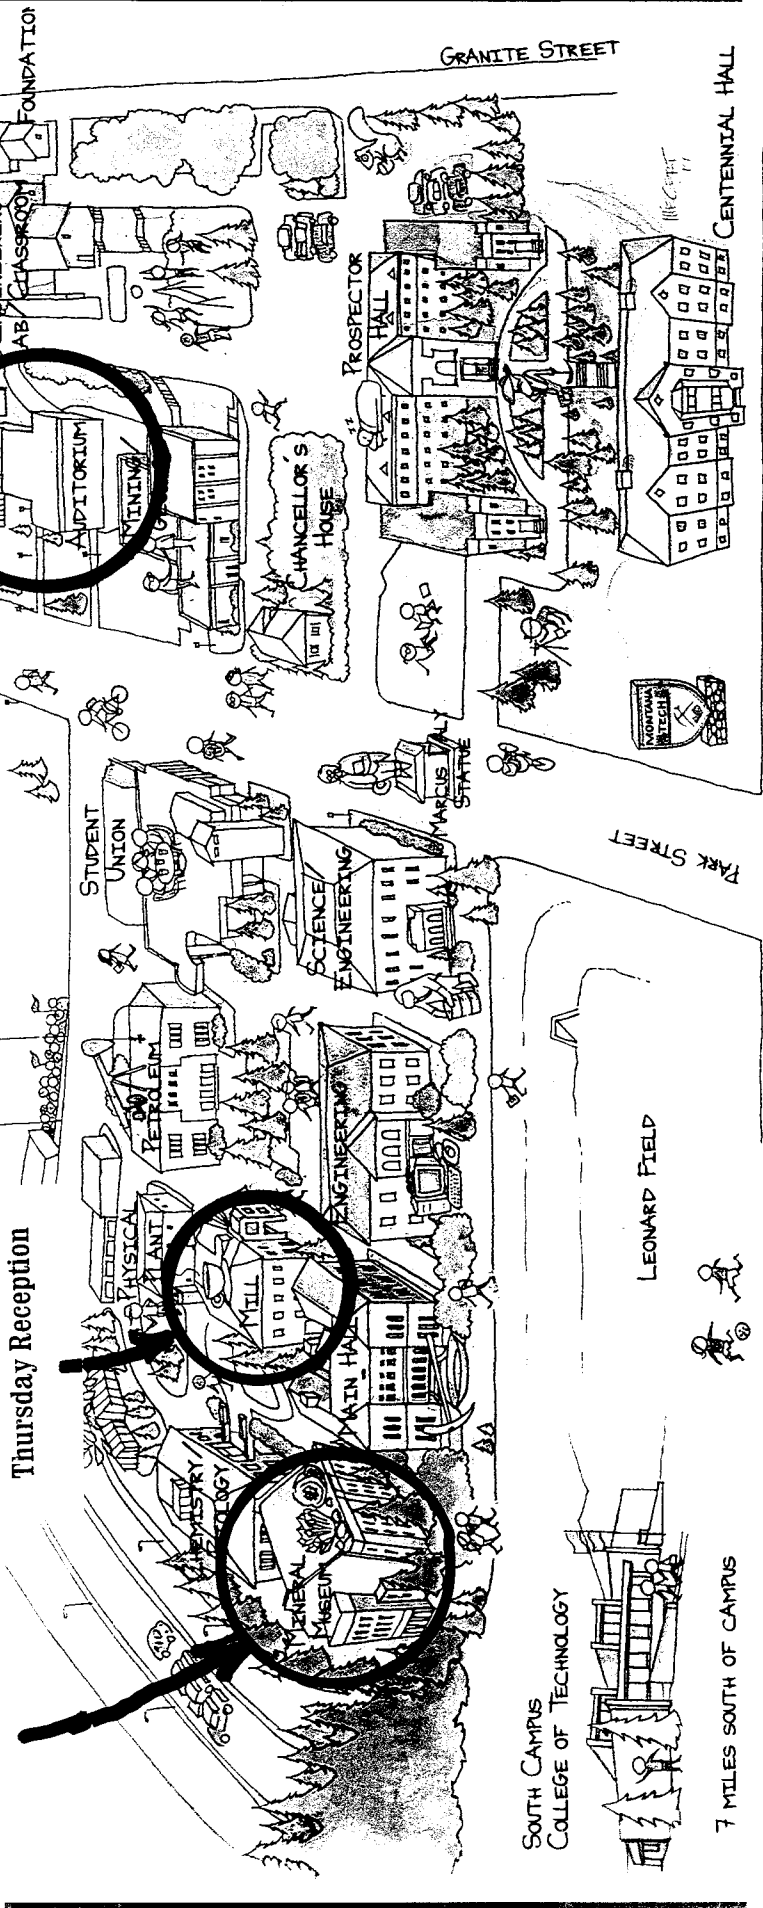 GRANITE STREET
FOUNDATION
LAB/CLASSROOM
CENTENNIAL HALL
PROSPECTOR
HALL
AUDITORIUM
MINING/
CHANCELLOR'S
HOUSE
MONTANA
TECH
MARCUS DALY
STATUE
PARK STREET
STUDENT
UNION
SCIENCE/
ENGINEERING
PETROLEUM
ENGINEERING
PHYSICAL
PLANT
MILL
MAIN HALL
Thursday Reception
CHEMISTRY/
BIOLOGY
MINERAL
MUSEUM
LEONARD FIELD
SOUTH CAMPUS
COLLEGE OF TECHNOLOGY
7 MILES SOUTH OF CAMPUS